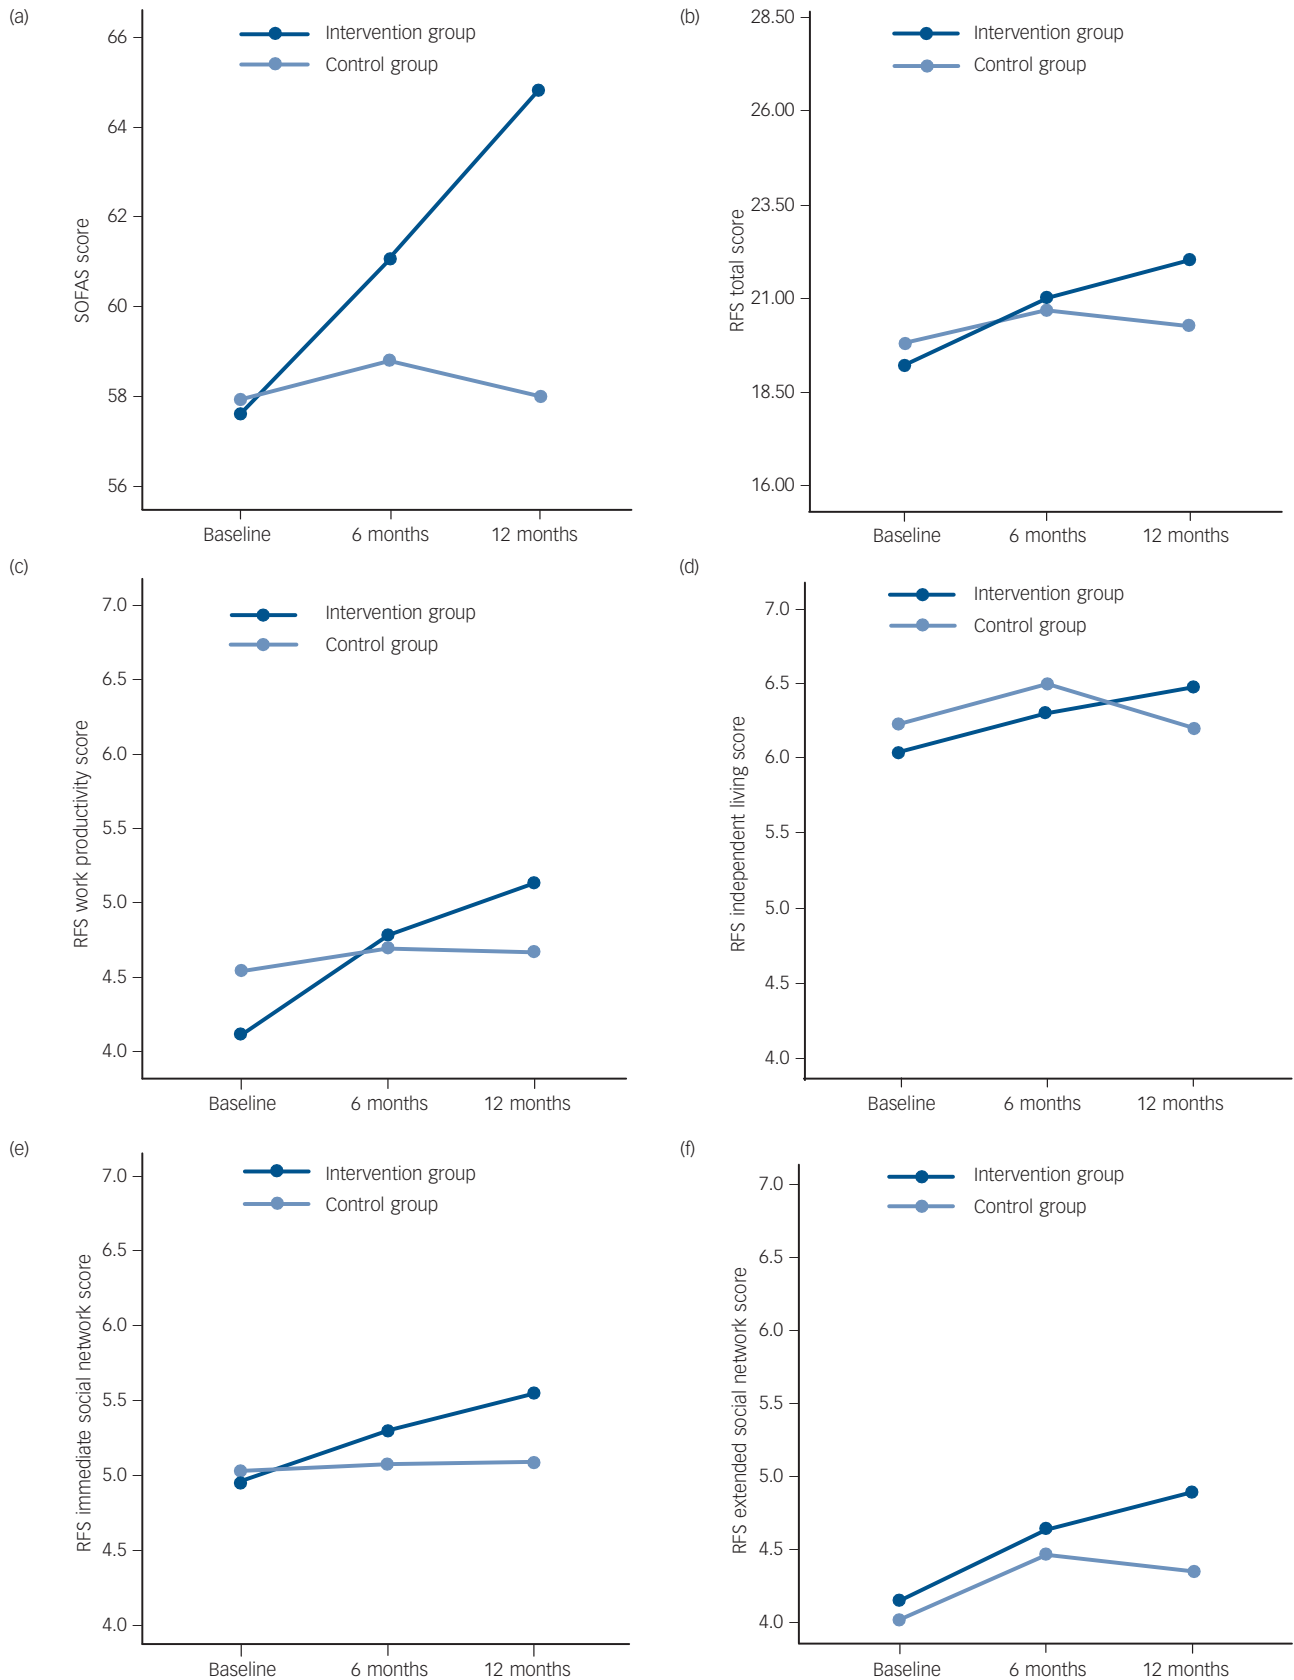 (a)
Intervention group
Control group
66
64
62
60
58
56
SOFAS score
Baseline
6 months
12 months
(b)
Intervention group
Control group
28.50
26.00
23.50
21.00
18.50
16.00
RFS total score
Baseline
6 months
12 months
(c)
Intervention group
Control group
7.0
6.5
6.0
5.5
5.0
4.5
4.0
RFS work productivity score
Baseline
6 months
12 months
(d)
Intervention group
Control group
7.0
6.5
6.0
5.5
5.0
4.5
4.0
RFS independent living score
Baseline
6 months
12 months
(e)
Intervention group
Control group
7.0
6.5
6.0
5.5
5.0
4.5
4.0
RFS immediate social network score
Baseline
6 months
12 months
(f)
Intervention group
Control group
7.0
6.5
6.0
5.5
5.0
4.5
4.0
RFS extended social network score
Baseline
6 months
12 months